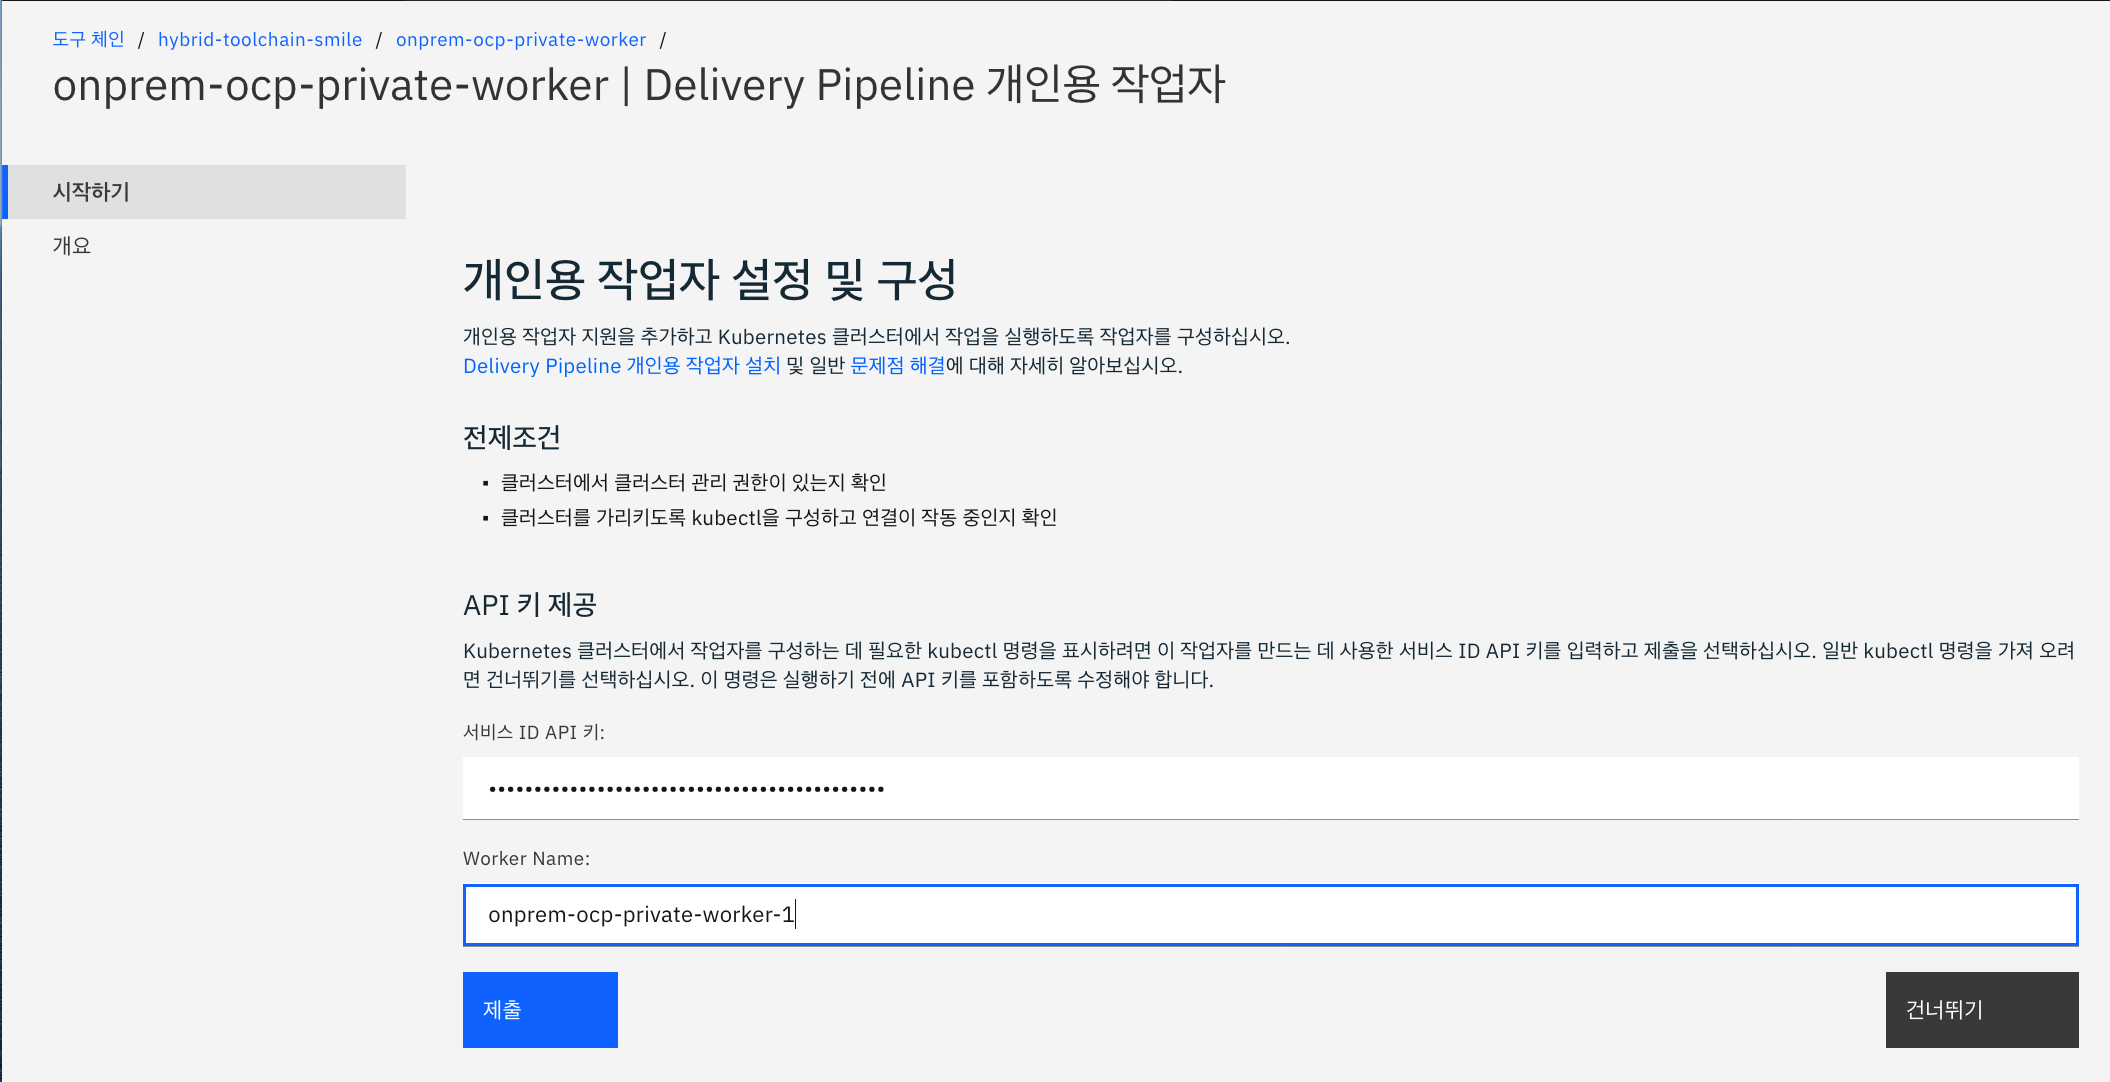 도구 체인 / hybrid-toolchain-smile / onprem-ocp-private-worker /
onprem-ocp-private-worker | Delivery Pipeline 개인용 작업자
시작하기
개요
개인용 작업자 설정 및 구성
개인용 작업자 지원을 추가하고 Kubernetes 클러스터에서 작업을 실행하도록 작업자를 구성하십시오.
Delivery Pipeline 개인용 작업자 설치 및 일반 문제점 해결에 대해 자세히 알아보십시오.
전제조건
▪ 클러스터에서 클러스터 관리 권한이 있는지 확인
▪ 클러스터를 가리키도록 kubectl을 구성하고 연결이 작동 중인지 확인
API 키 제공
Kubernetes 클러스터에서 작업자를 구성하는 데 필요한 kubectl 명령을 표시하려면 이 작업자를 만드는 데 사용한 서비스 ID API 키를 입력하고 제출을 선택하십시오. 일반 kubectl 명령을 가져 오려
면 건너뛰기를 선택하십시오. 이 명령은 실행하기 전에 API 키를 포함하도록 수정해야 합니다.
서비스 ID API 키:
••••••••••••••••••••••••••••••••••••••••••••
Worker Name:
onprem-ocp-private-worker-1
제출
건너뛰기